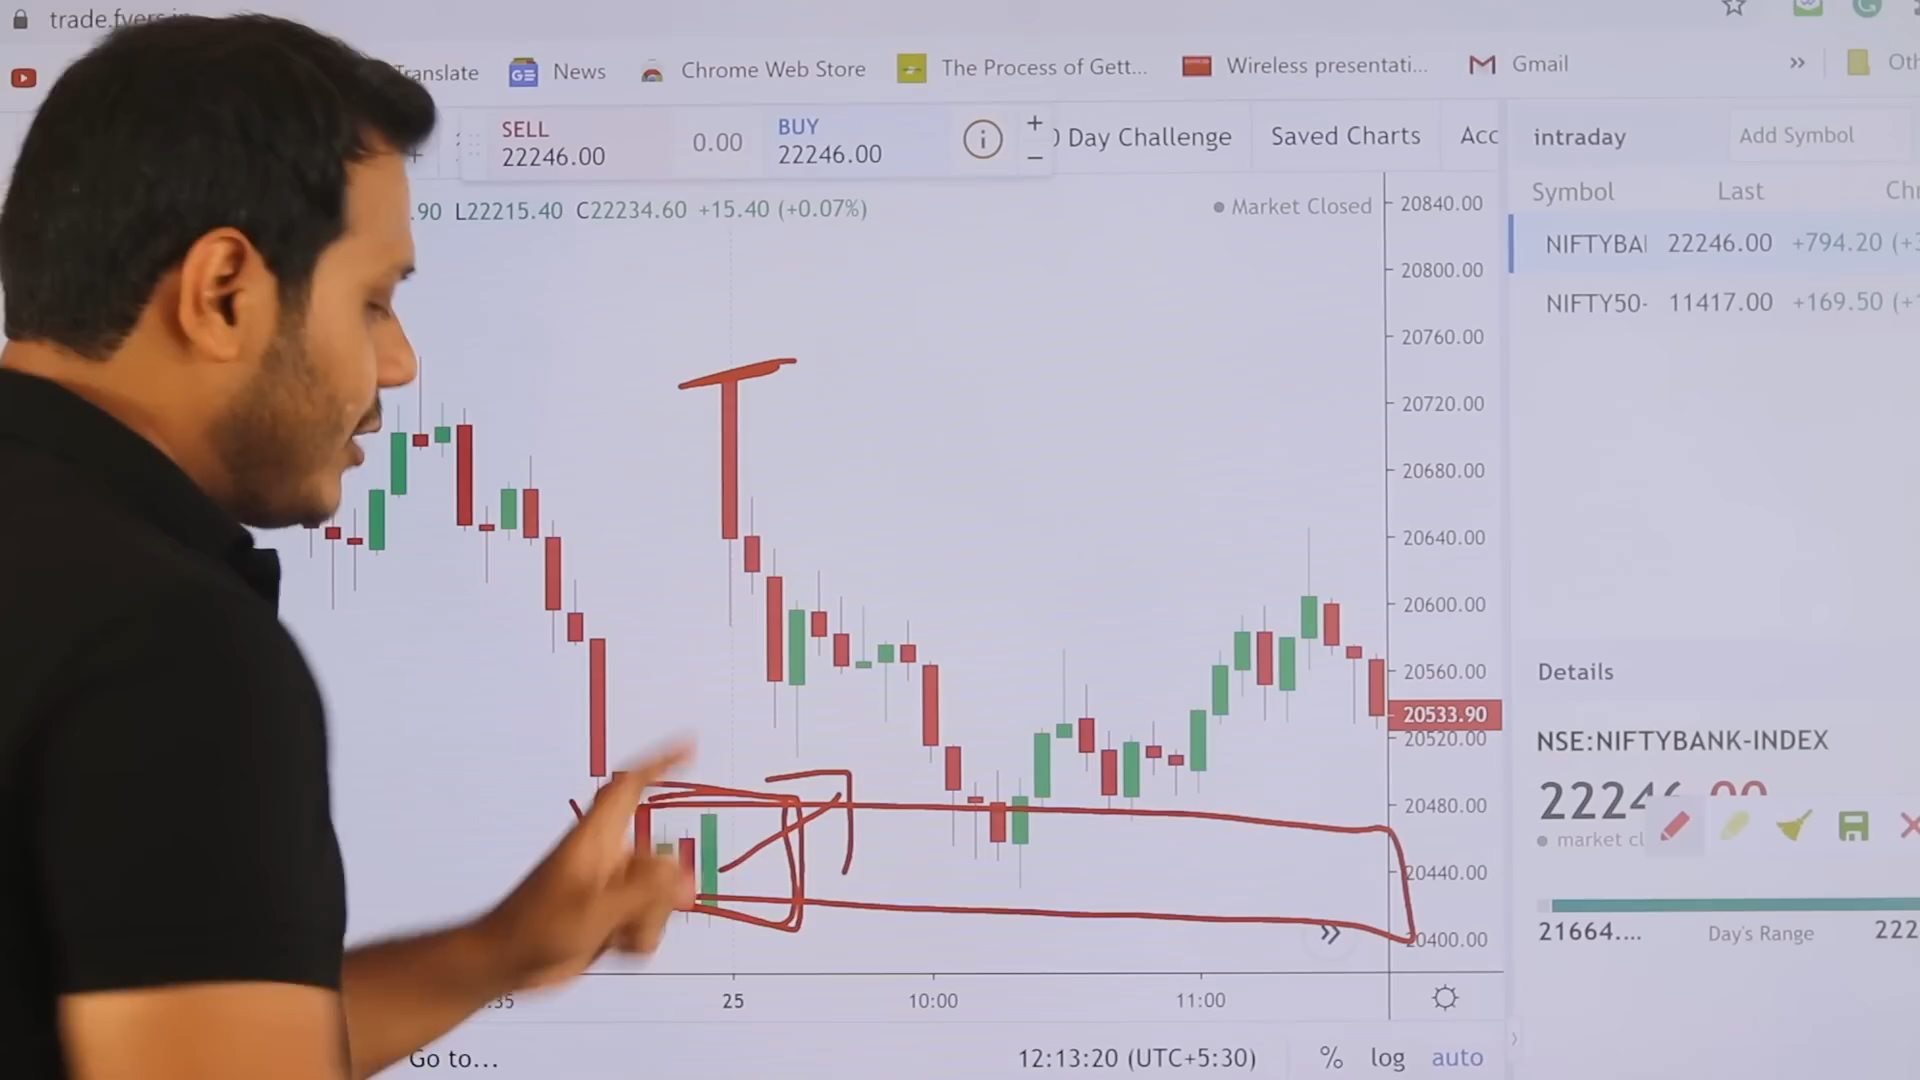 trade.fyers.in
Translate News Chrome Web Store The Process of Gett... Wireless presentati... Gmail » Oth
SELL
22246.00
0.00
BUY
22246.00
Day Challenge Saved Charts Acc
intraday Add Symbol
.90 L22215.40 C22234.60 +15.40 (+0.07%)
Market Closed
Symbol Last Ch
NIFTYBA 22246.00 +794.20
NIFTY50- 11417.00 +169.50
20840.00
20800.00
20760.00
20720.00
20680.00
20640.00
20600.00
20560.00
20533.90
20520.00
20480.00
20440.00
20400.00
Details
NSE:NIFTYBANK-INDEX
market cl
21664.... Day's Range 222
:35 25 10:00 11:00
Go to... 12:13:20 (UTC+5:30) % log auto